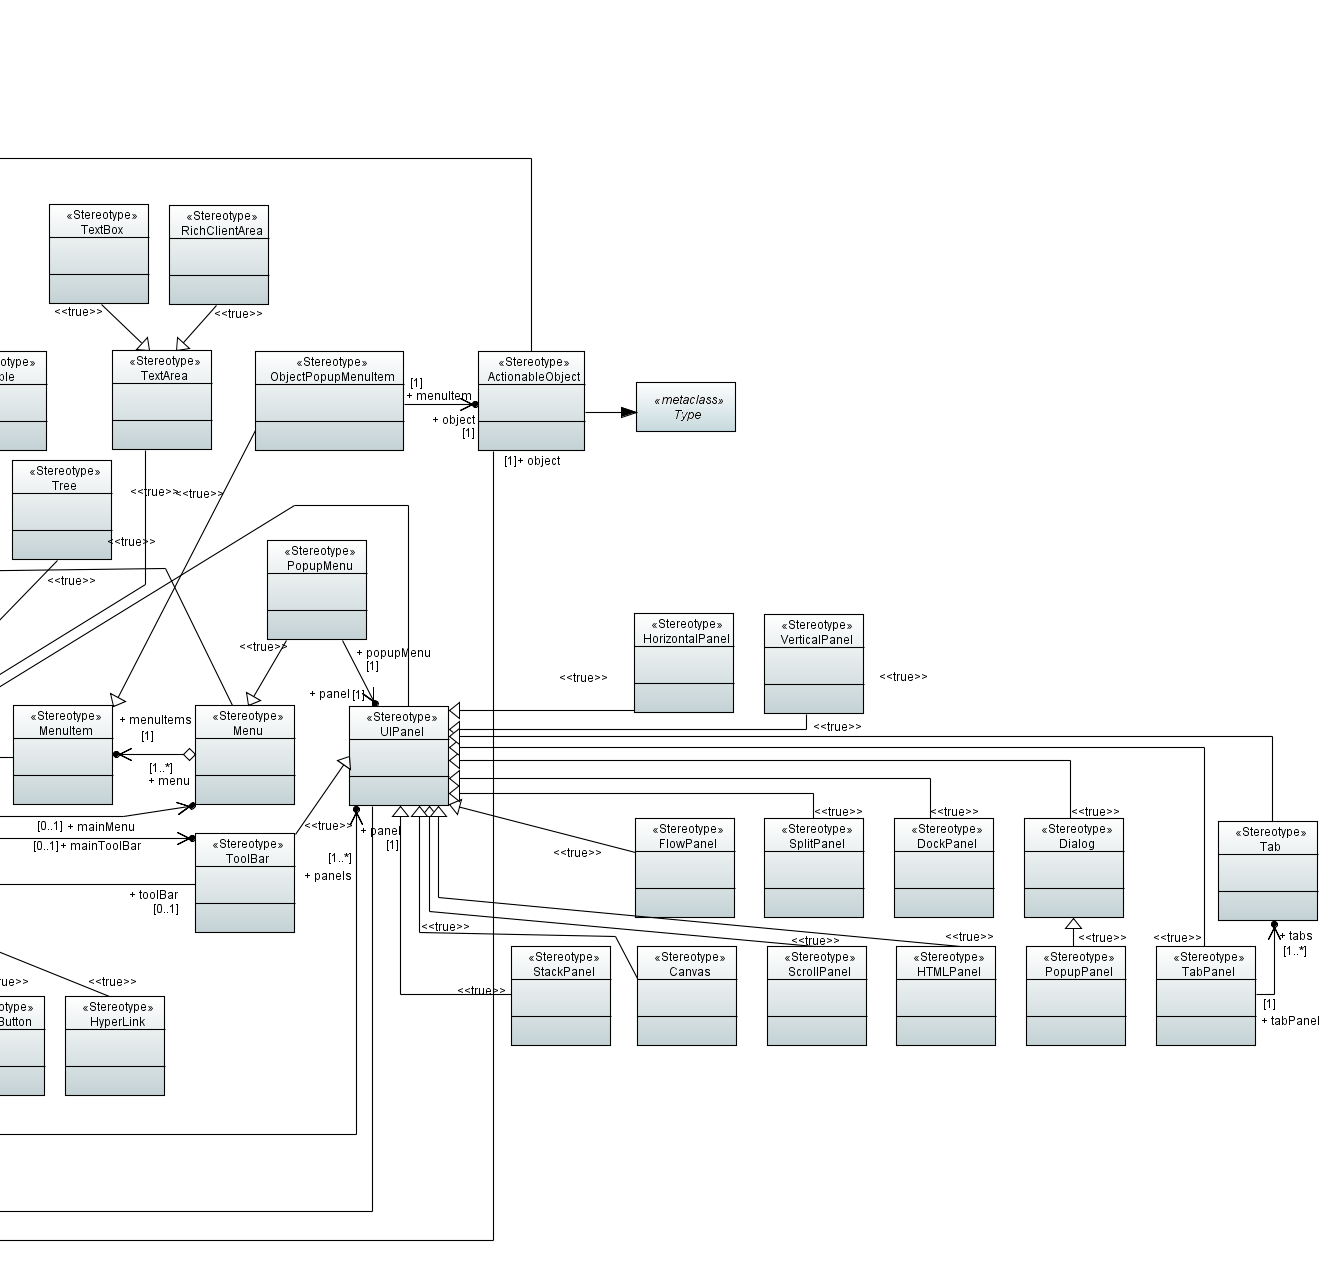 «Stereotype»
TextBox
«Stereotype»
RichClientArea
<<true>>
<<true>>
otype»
ble
«Stereotype»
TextArea
«Stereotype»
ObjectPopupMenuItem
[1]
+ menuItem
+ object
[1]
«Stereotype»
ActionableObject
«metaclass»
Type
[1]+ object
«Stereotype»
Tree
<<true>>
<<true>>
<<true>>
<<true>>
«Stereotype»
PopupMenu
<<true>>
+ popupMenu
[1]
+ panel [1]
«Stereotype»
HorizontalPanel
«Stereotype»
VerticalPanel
<<true>>
<<true>>
<<true>>
«Stereotype»
MenuItem
+ menuItems
[1]
[1..*]
+ menu
«Stereotype»
Menu
«Stereotype»
UIPanel
[0..1] + mainMenu
[0..1]+ mainToolBar
«Stereotype»
ToolBar
<<true>>
+ panel
[1]
[1..*]
+ panels
+ toolBar
[0..1]
<<true>>
<<true>>
<<true>>
<<true>>
«Stereotype»
FlowPanel
«Stereotype»
SplitPanel
«Stereotype»
DockPanel
«Stereotype»
Dialog
«Stereotype»
Tab
<<true>>
<<true>>
<<true>>
<<true>>
<<true>>
+ tabs
[1..*]
«Stereotype»
StackPanel
«Stereotype»
Canvas
«Stereotype»
ScrollPanel
«Stereotype»
HTMLPanel
«Stereotype»
PopupPanel
«Stereotype»
TabPanel
<<true>>
[1]
+ tabPanel
rue>>
<<true>>
otype»
Button
«Stereotype»
HyperLink